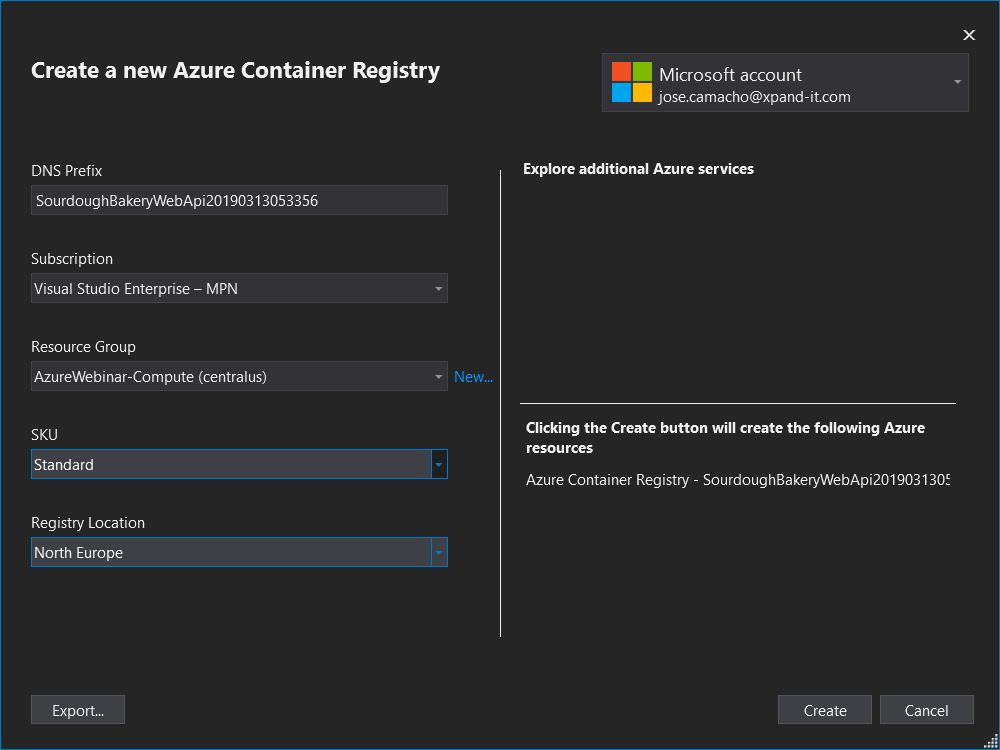 Create a new Azure Container Registry
Microsoft account
jose.camacho@xpand-it.com
DNS Prefix
SourdoughBakeryWebApi20190313053356
Subscription
Visual Studio Enterprise – MPN
Resource Group
AzureWebinar-Compute (centralus)
New...
SKU
Standard
Registry Location
North Europe
Explore additional Azure services
Clicking the Create button will create the following Azure
resources
Azure Container Registry - SourdoughBakeryWebApi2019031305
Export...
Create
Cancel